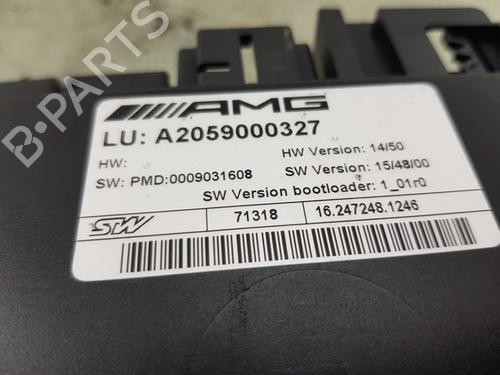 AMG
LU: A2059000327
HW:
HW Version: 14/50
SW: PMD:0009031608
SW Version: 15/48/00
SW Version bootloader: 1_01r0
STW
71318
16.247248.1246
B-PARTS